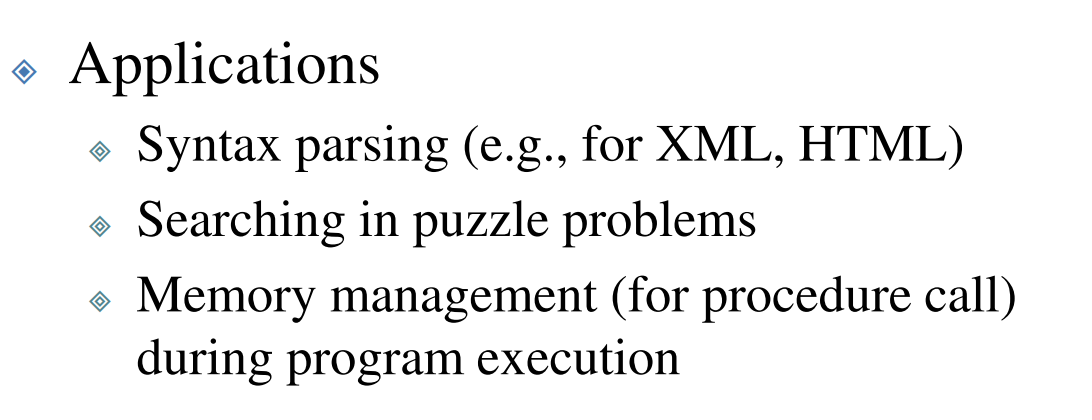 Applications
Syntax parsing (e.g., for XML, HTML)
Searching in puzzle problems
Memory management (for procedure call)
during program execution